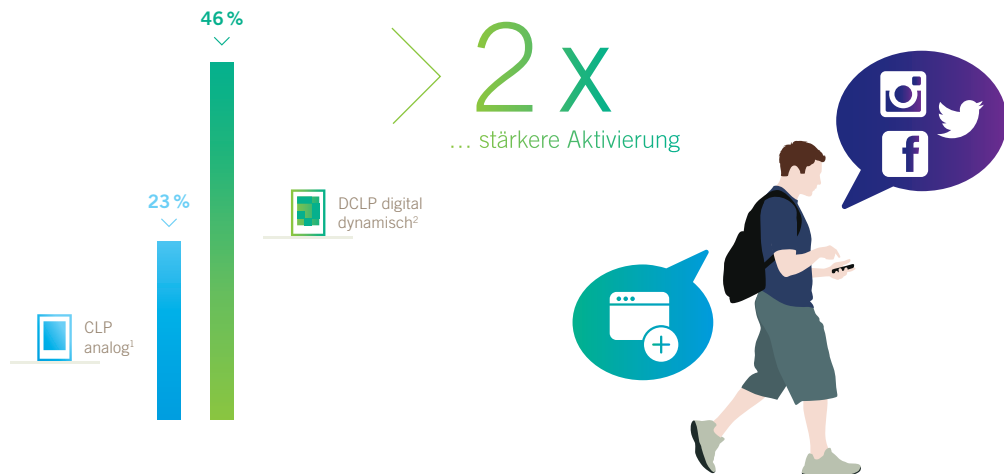 46 %
2 x
... stärkere Aktivierung
23 %
DCLP digital
dynamisch²
CLP
analog¹